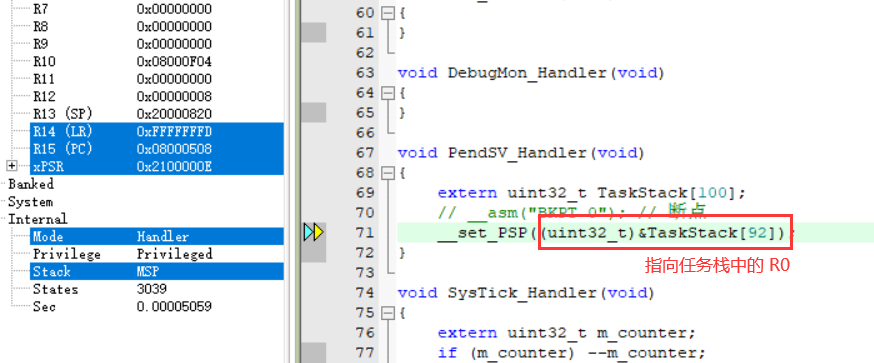 R7 0x00000000
R8 0x00000000
R9 0x00000000
R10 0x08000F04
R11 0x00000000
R12 0x00000008
R13 (SP) 0x20000820
R14 (LR) 0xFFFFFFFD
R15 (PC) 0x08000508
xPSR 0x2100000E
Banked
System
Internal
Mode Handler
Privilege Privileged
Stack MSP
States 3039
Sec 0.00005059
60 {
61 }
62
63 void DebugMon_Handler(void)
64 {
65 }
66
67 void PendSV_Handler(void)
68 {
69 extern uint32_t TaskStack[100];
70 // __asm("BKPT 0"); // 断点
71 __set_PSP((uint32_t)&TaskStack[92]);
72 }
指向任务栈中的 R0
73
74 void SysTick_Handler(void)
75 {
76 extern uint32_t m_counter;
77 if (m_counter) --m_counter;